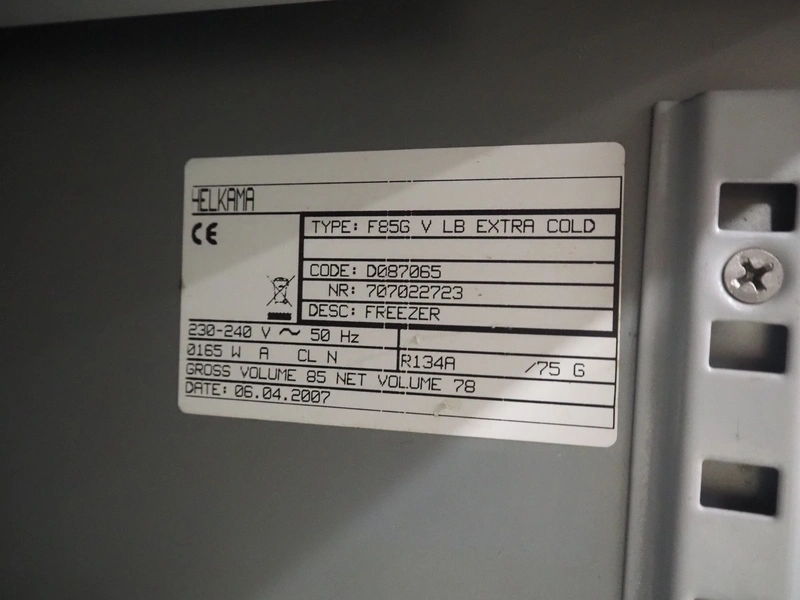 HELKAMA
CE
TYPE: F85G V LB EXTRA COLD
CODE: D087065
NR: 707022723
DESC: FREEZER
230-240 V ~ 50 Hz
0165 W A CL N
R134A /75 G
GROSS VOLUME 85 NET VOLUME 78
DATE: 06.04.2007